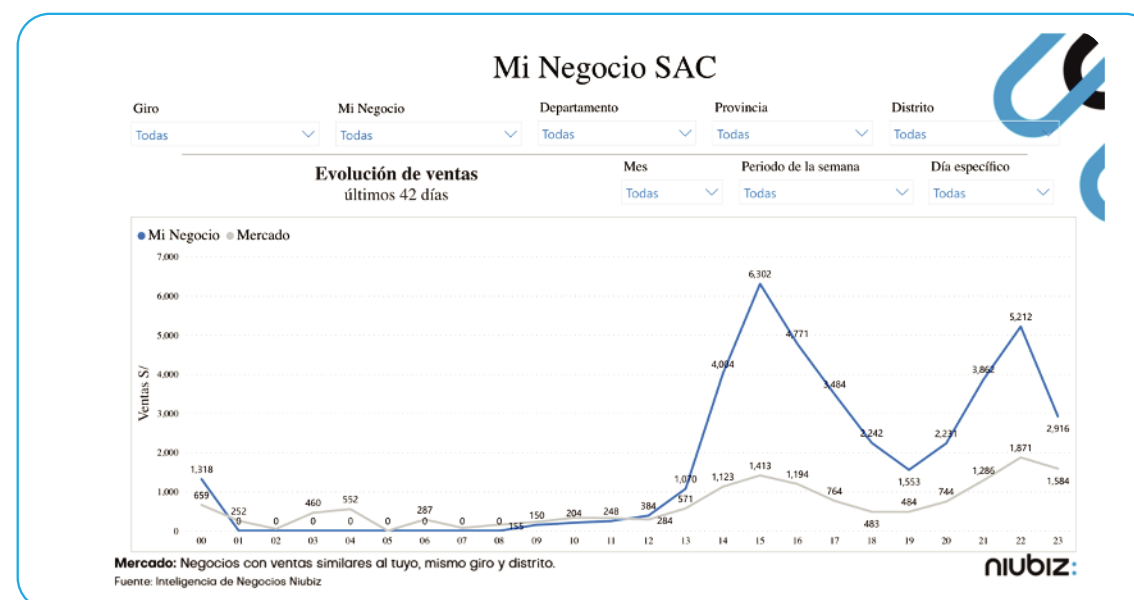 Mi Negocio SAC
Giro Mi Negocio Departamento Provincia Distrito
Todas Todas Todas Todas Todas
Evolución de ventas
últimos 42 días
Mes Periodo de la semana Día específico
Todas Todas Todas
Mi Negocio Mercado
7,000
6,000
5,000
4,000
3,000
2,000
1,000
0
Ventas S/
1,318 0 0 0 0 0 0 0 0 150 204 248 384 1,070 4,004 6,302 4,771 3,484 2,242 1,553 2,231 3,862 5,212 2,916
659 252 460 552 287 155 284 571 1,123 1,413 1,194 764 483 484 744 1,286 1,871 1,584
00 01 02 03 04 05 06 07 08 09 10 11 12 13 14 15 16 17 18 19 20 21 22 23
Mercado: Negocios con ventas similares al tuyo, mismo giro y distrito.
Fuente: Inteligencia de Negocios Niubiz
niubiz: